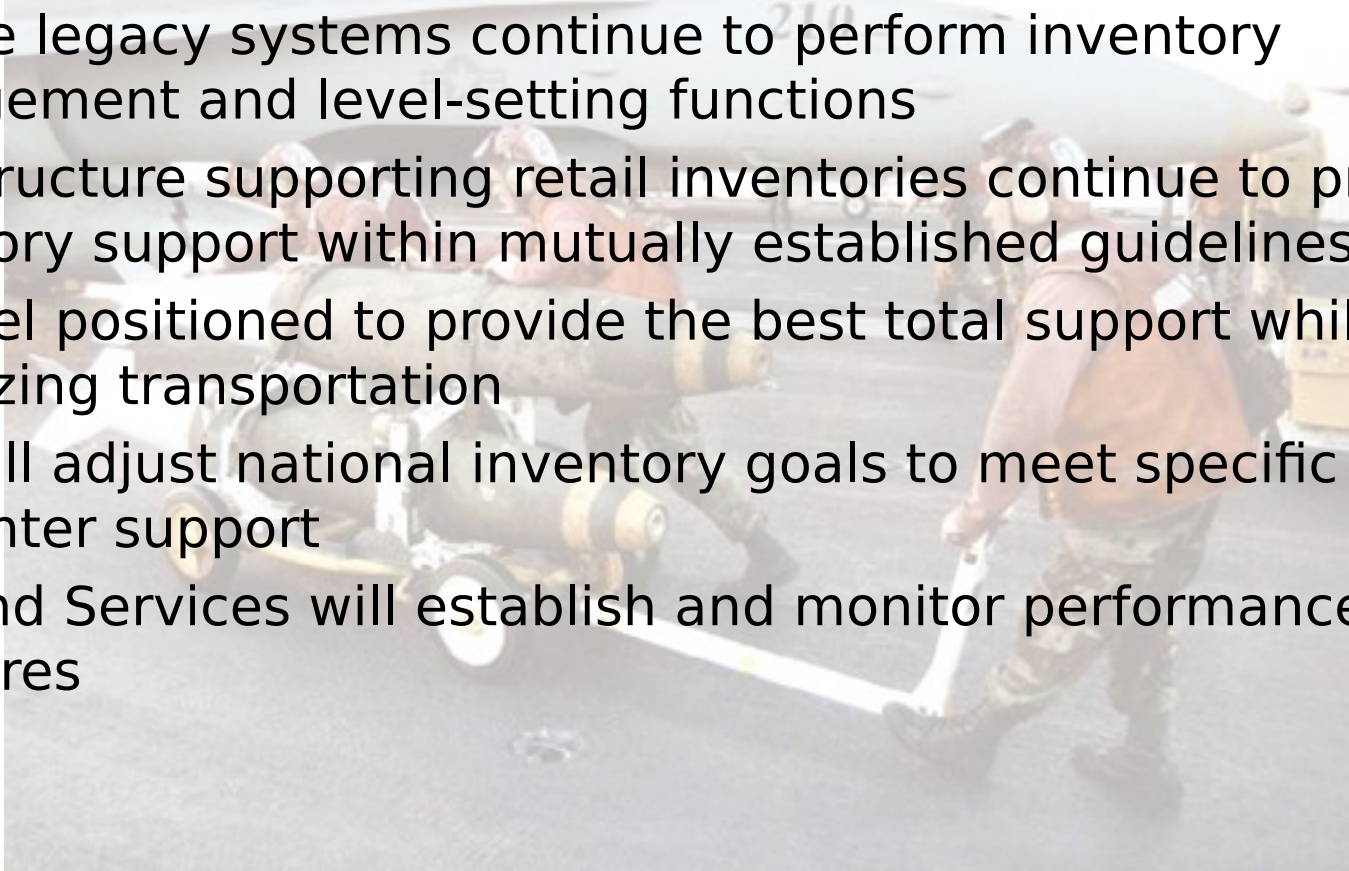 210
e legacy systems continue to perform inventory
gement and level-setting functions
ructure supporting retail inventories continue to pr
ory support within mutually established guidelines
el positioned to provide the best total support whil
zing transportation
ll adjust national inventory goals to meet specific
nter support
nd Services will establish and monitor performance
res